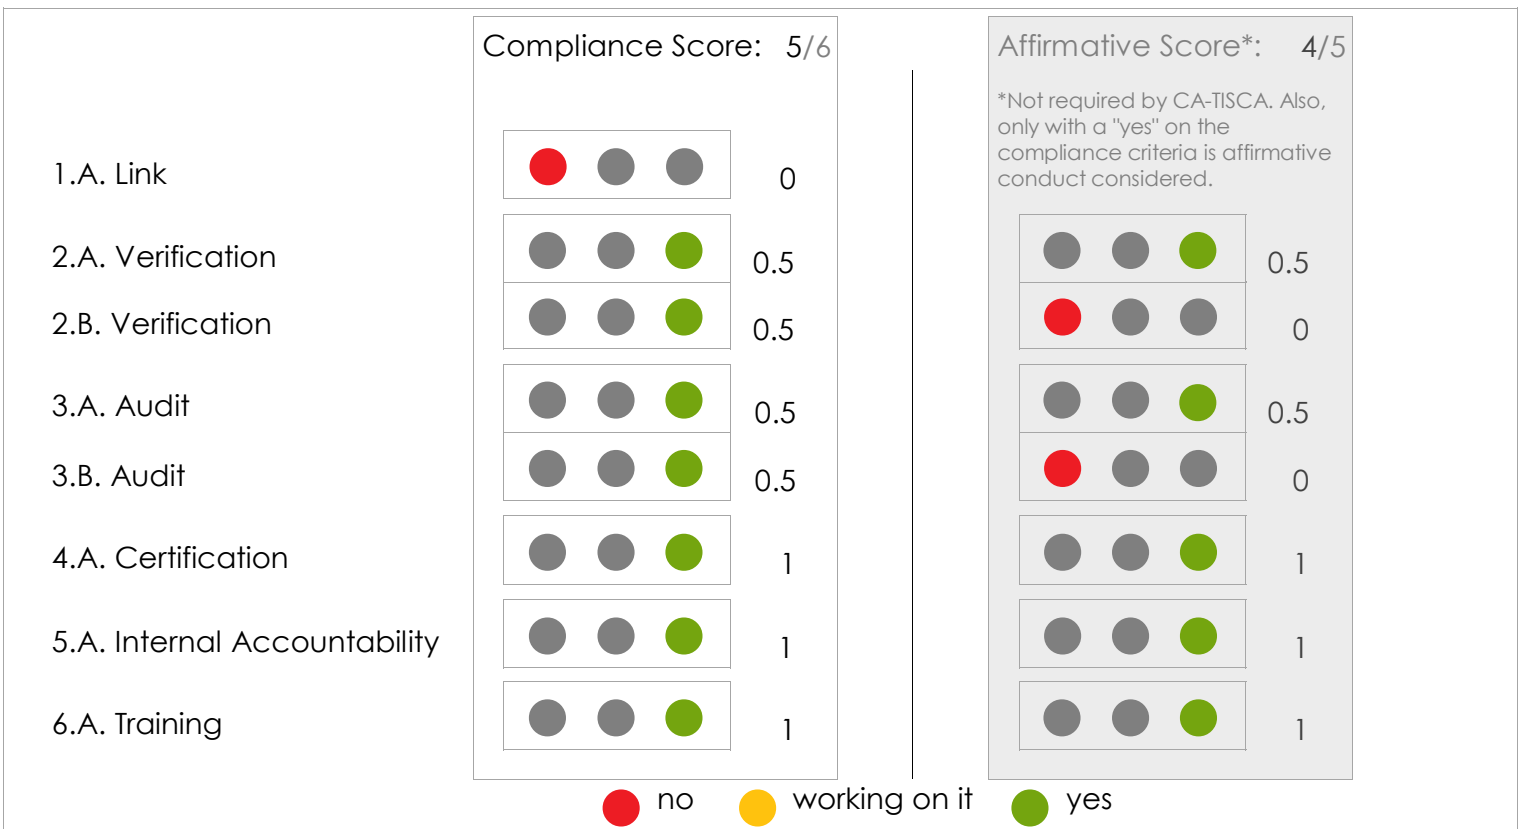 Compliance Score: 5/6
Affirmative Score*: 4/5
*Not required by CA-TISCA. Also,
only with a "yes" on the
compliance criteria is affirmative
conduct considered.
1.A. Link 0
2.A. Verification 0.5 0.5
2.B. Verification 0.5 0
3.A. Audit 0.5 0.5
3.B. Audit 0.5 0
4.A. Certification 1 1
5.A. Internal Accountability 1 1
6.A. Training 1 1
no working on it yes